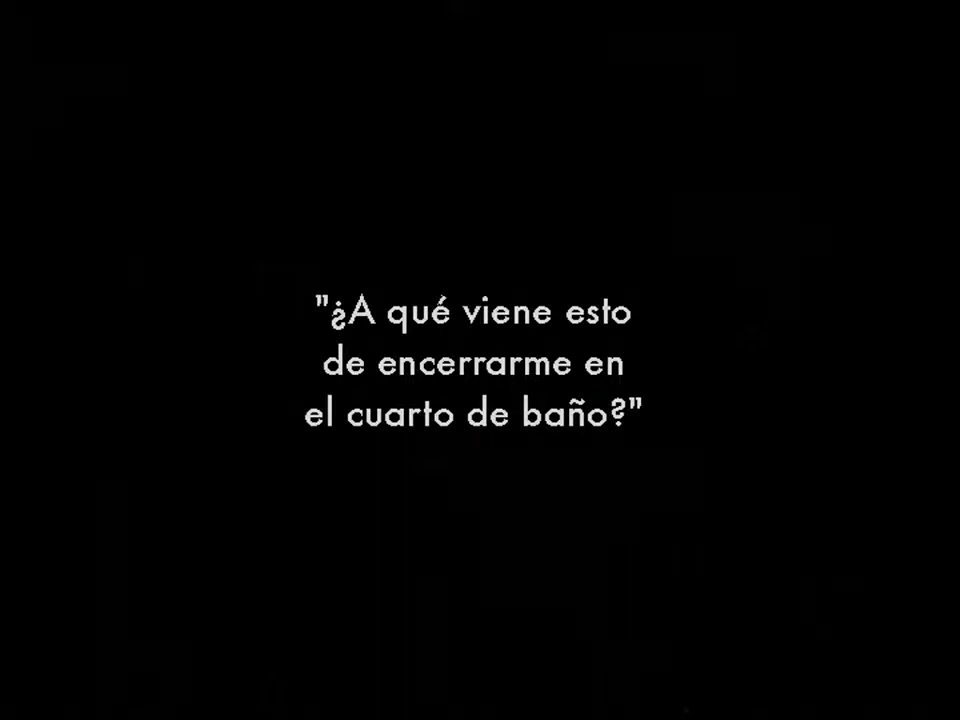 "¿A qué viene esto
de encerrarme en
el cuarto de baño?"